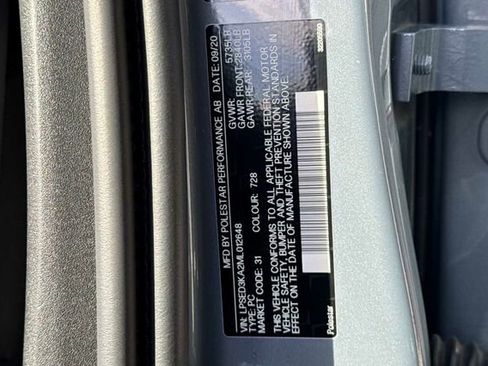 MFD BY POLESTAR PERFORMANCE AB DATE: 09/20
GVWR: 5735LB
GAWR FRONT: 2840LB
GAWR REAR: 3105LB
VIN: LPSED3KA2ML012648
TYPE: PC
MARKET CODE: 31 COLOUR: 728
THIS VEHICLE CONFORMS TO ALL APPLICABLE FEDERAL MOTOR
VEHICLE SAFETY, BUMPER AND THEFT PREVENTION STANDARDS IN
EFFECT ON THE DATE OF MANUFACTURE SHOWN ABOVE.
Polestar